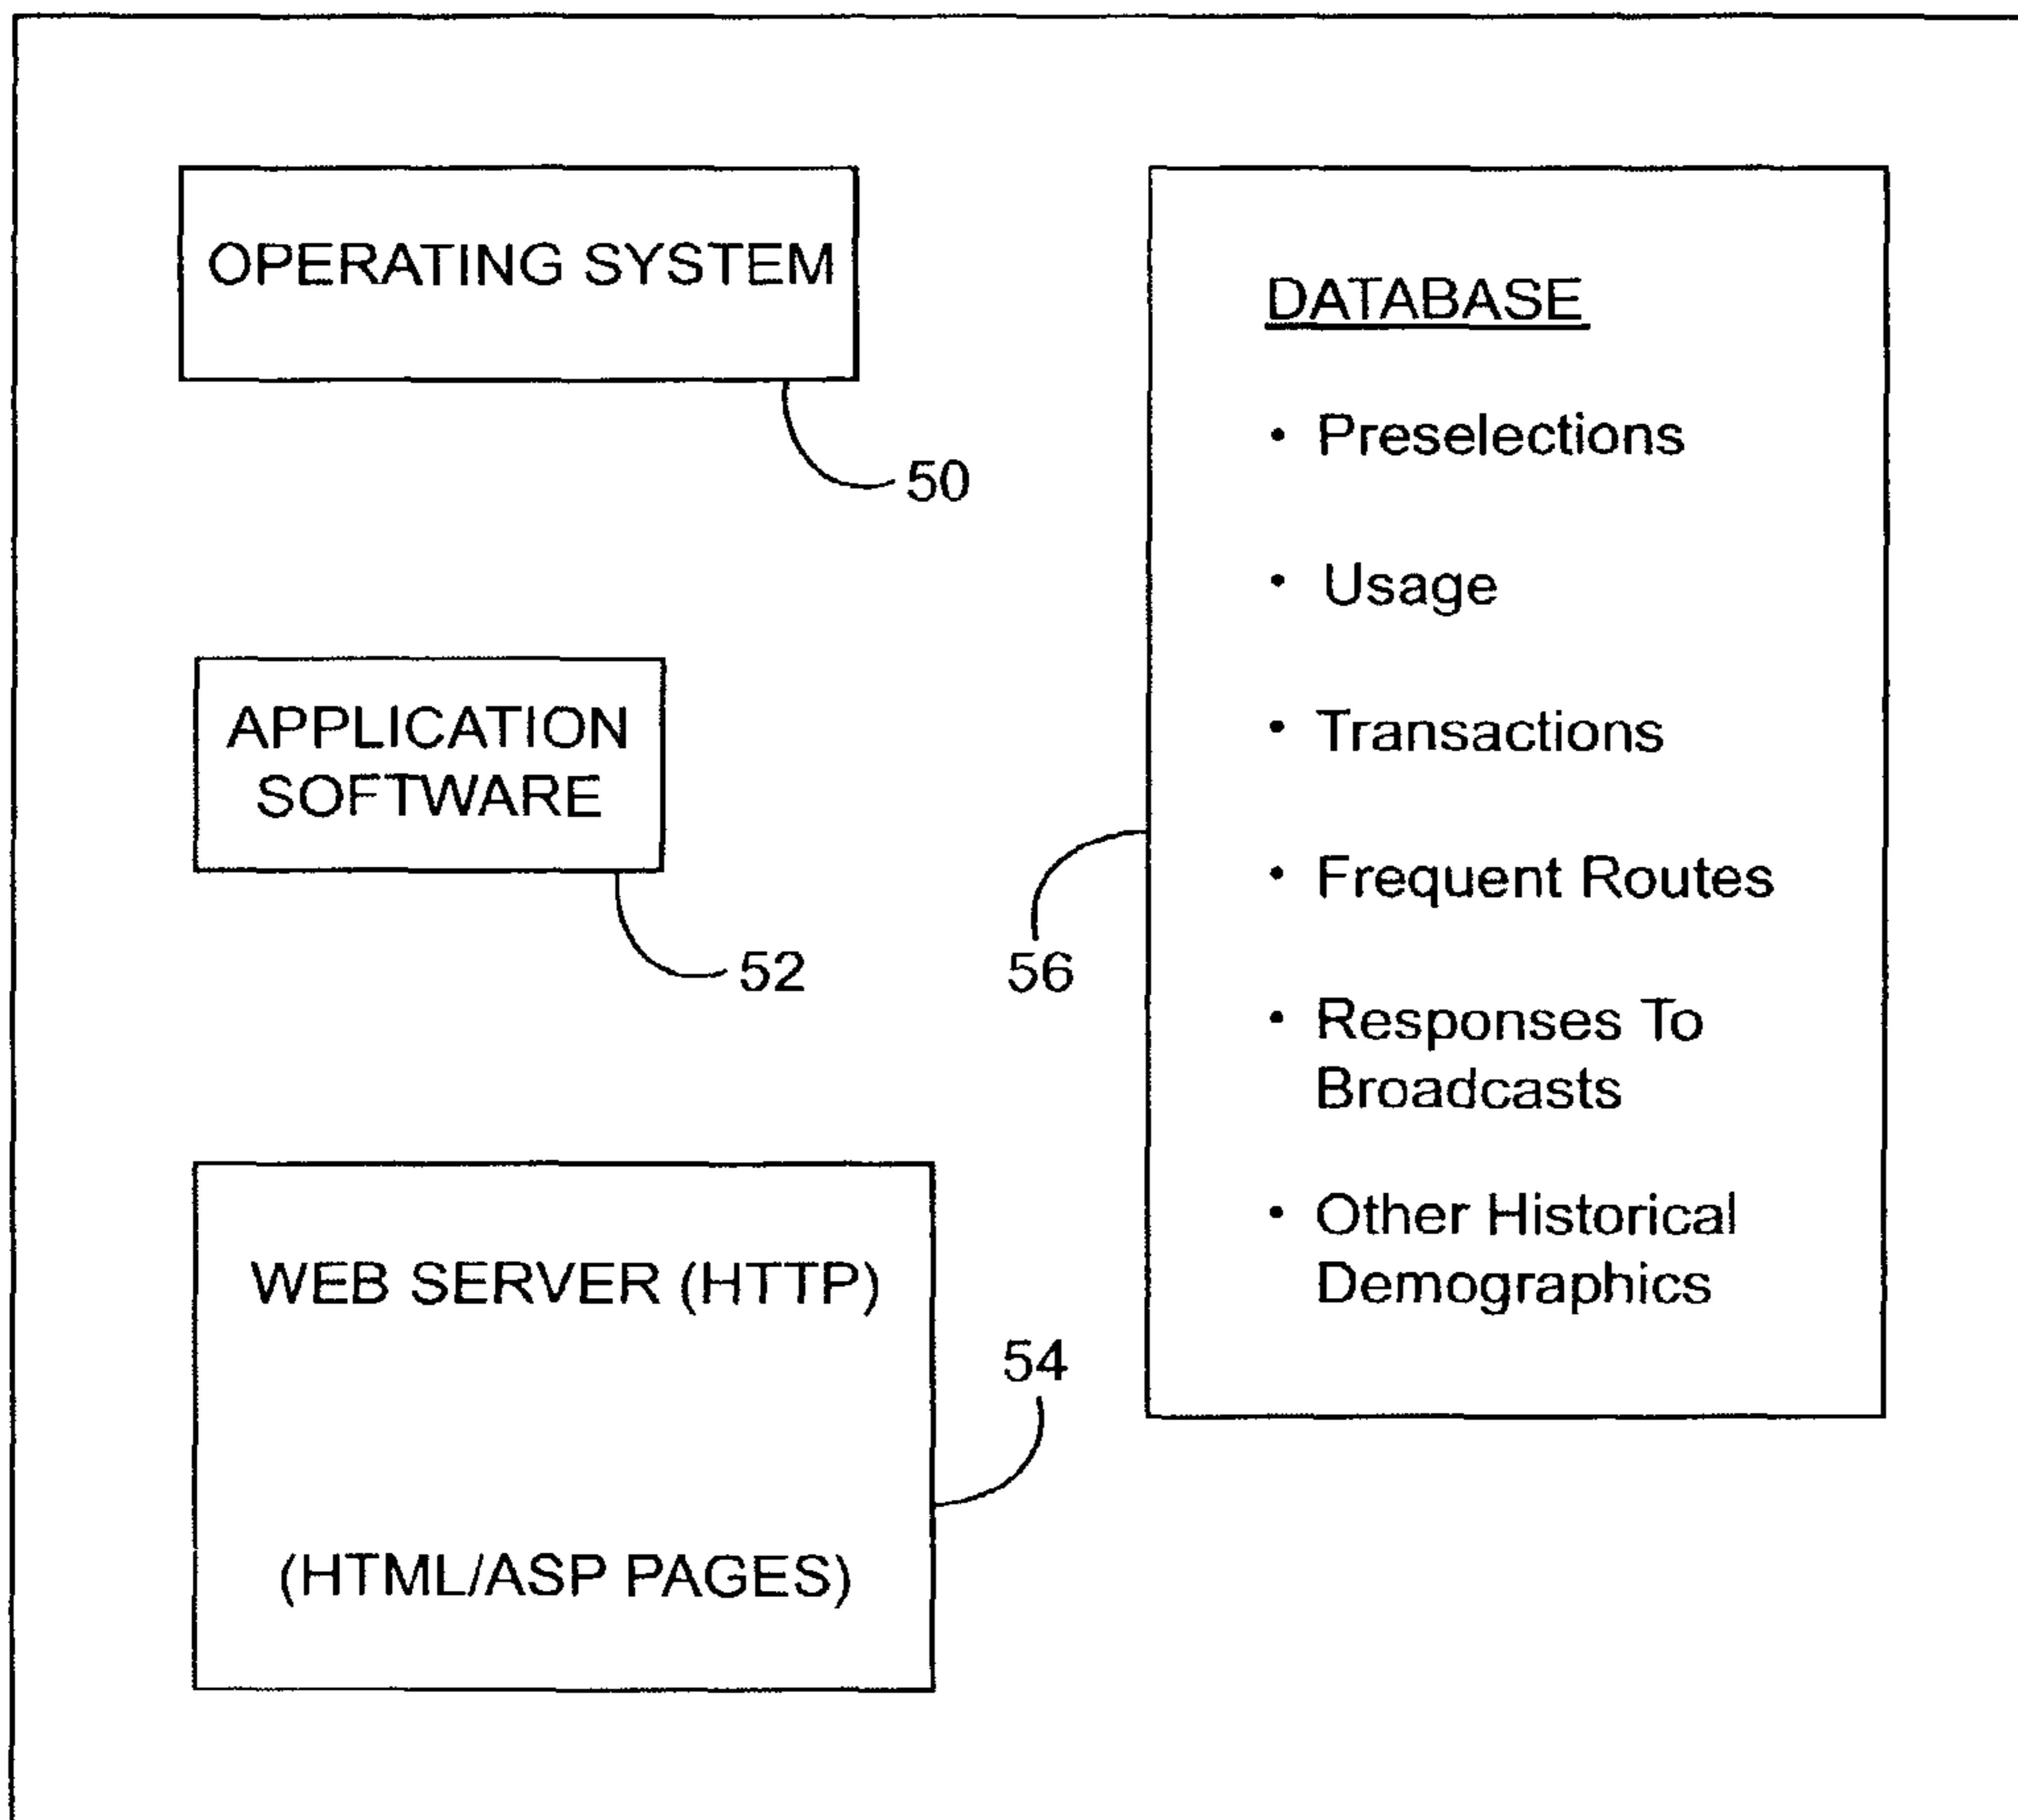 OPERATING SYSTEM
50
APPLICATION
SOFTWARE
52
WEB SERVER (HTTP)
(HTML/ASP PAGES)
54
56
DATABASE
• Preselections
• Usage
• Transactions
• Frequent Routes
• Responses To
Broadcasts
• Other Historical
Demographics